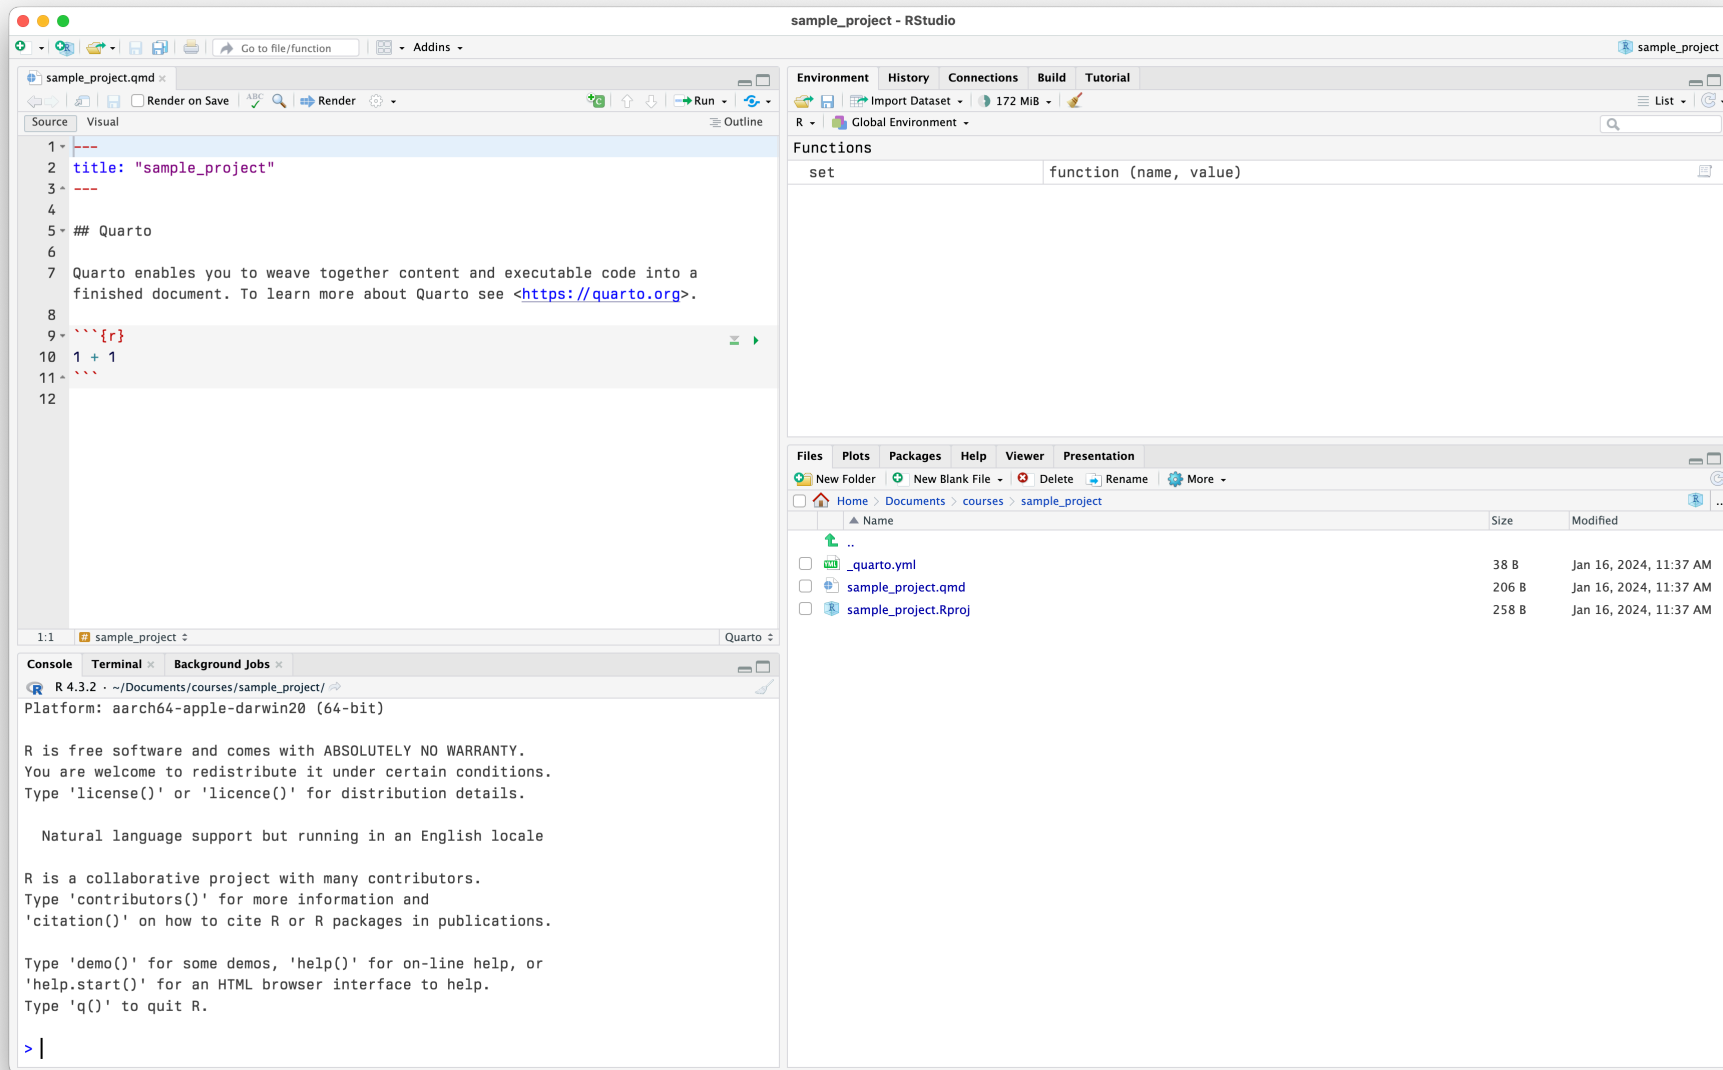 sample_project - RStudio
Go to file/function
Addins
sample_project
sample_project.qmd
Render on Save
ABC
Render
Run
Source
Visual
Outline
1 ---
2 title: "sample_project"
3 ---
4
5 ## Quarto
6
7 Quarto enables you to weave together content and executable code into a
finished document. To learn more about Quarto see <https://quarto.org>.
8
9 ```{r}
10 1 + 1
11 ```
12
1:1
# sample_project
Quarto
Console
Terminal
Background Jobs
R 4.3.2 · ~/Documents/courses/sample_project/
Platform: aarch64-apple-darwin20 (64-bit)
R is free software and comes with ABSOLUTELY NO WARRANTY.
You are welcome to redistribute it under certain conditions.
Type 'license()' or 'licence()' for distribution details.
Natural language support but running in an English locale
R is a collaborative project with many contributors.
Type 'contributors()' for more information and
'citation()' on how to cite R or R packages in publications.
Type 'demo()' for some demos, 'help()' for on-line help, or
'help.start()' for an HTML browser interface to help.
Type 'q()' to quit R.
>
Environment
History
Connections
Build
Tutorial
Import Dataset
172 MiB
List
R
Global Environment
Functions
set function (name, value)
Files
Plots
Packages
Help
Viewer
Presentation
New Folder
New Blank File
Delete
Rename
More
Home
Documents
courses
sample_project
Name Size Modified
..
_quarto.yml 38 B Jan 16, 2024, 11:37 AM
sample_project.qmd 206 B Jan 16, 2024, 11:37 AM
sample_project.Rproj 258 B Jan 16, 2024, 11:37 AM